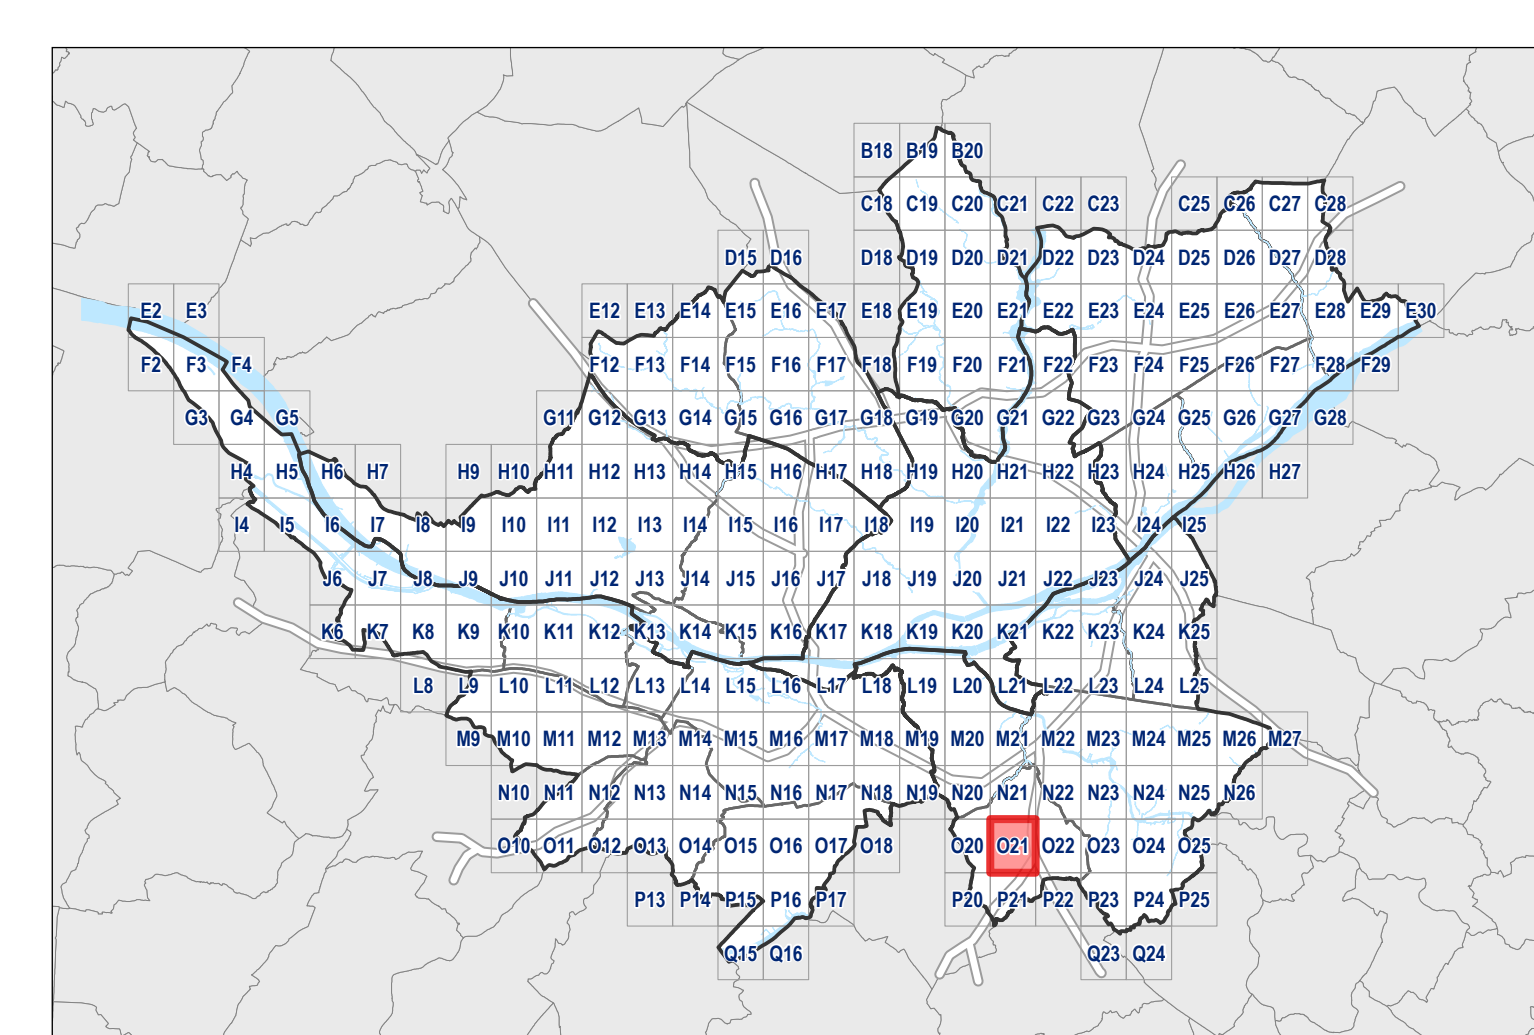 B18 B19 B20
C18 C19 C20 C21 C22 C23 C25 C26 C27 C28
D15 D16 D18 D19 D20 D21 D22 D23 D24 D25 D26 D27 D28
E2 E3 E12 E13 E14 E15 E16 E17 E18 E19 E20 E21 E22 E23 E24 E25 E26 E27 E28 E29 E30
F2 F3 F4 F12 F13 F14 F15 F16 F17 F18 F19 F20 F21 F22 F23 F24 F25 F26 F27 F28 F29
G3 G4 G5 G11 G12 G13 G14 G15 G16 G17 G18 G19 G20 G21 G22 G23 G24 G25 G26 G27 G28
H4 H5 H6 H7 H9 H10 H11 H12 H13 H14 H15 H16 H17 H18 H19 H20 H21 H22 H23 H24 H25 H26 H27
I4 I5 I6 I7 I8 I9 I10 I11 I12 I13 I14 I15 I16 I17 I18 I19 I20 I21 I22 I23 I24 I25
J6 J7 J8 J9 J10 J11 J12 J13 J14 J15 J16 J17 J18 J19 J20 J21 J22 J23 J24 J25
K6 K7 K8 K9 K10 K11 K12 K13 K14 K15 K16 K17 K18 K19 K20 K21 K22 K23 K24 K25
L8 L9 L10 L11 L12 L13 L14 L15 L16 L17 L18 L19 L20 L21 L22 L23 L24 L25
M9 M10 M11 M12 M13 M14 M15 M16 M17 M18 M19 M20 M21 M22 M23 M24 M25 M26 M27
N10 N11 N12 N13 N14 N15 N16 N17 N18 N19 N20 N21 N22 N23 N24 N25 N26
O10 O11 O12 O13 O14 O15 O16 O17 O18 O20 O21 O22 O23 O24 O25
P13 P14 P15 P16 P17 P20 P21 P22 P23 P24 P25
Q15 Q16 Q23 Q24